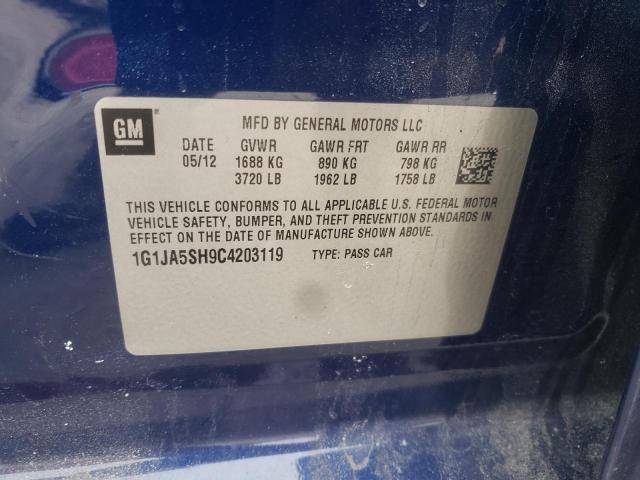 GM
MFD BY GENERAL MOTORS LLC
DATE GVWR GAWR FRT GAWR RR
05/12 1688 KG 890 KG 798 KG
3720 LB 1962 LB 1758 LB
THIS VEHICLE CONFORMS TO ALL APPLICABLE U.S. FEDERAL MOTOR
VEHICLE SAFETY, BUMPER, AND THEFT PREVENTION STANDARDS IN
EFFECT ON THE DATE OF MANUFACTURE SHOWN ABOVE.
1G1JA5SH9C4203119 TYPE: PASS CAR